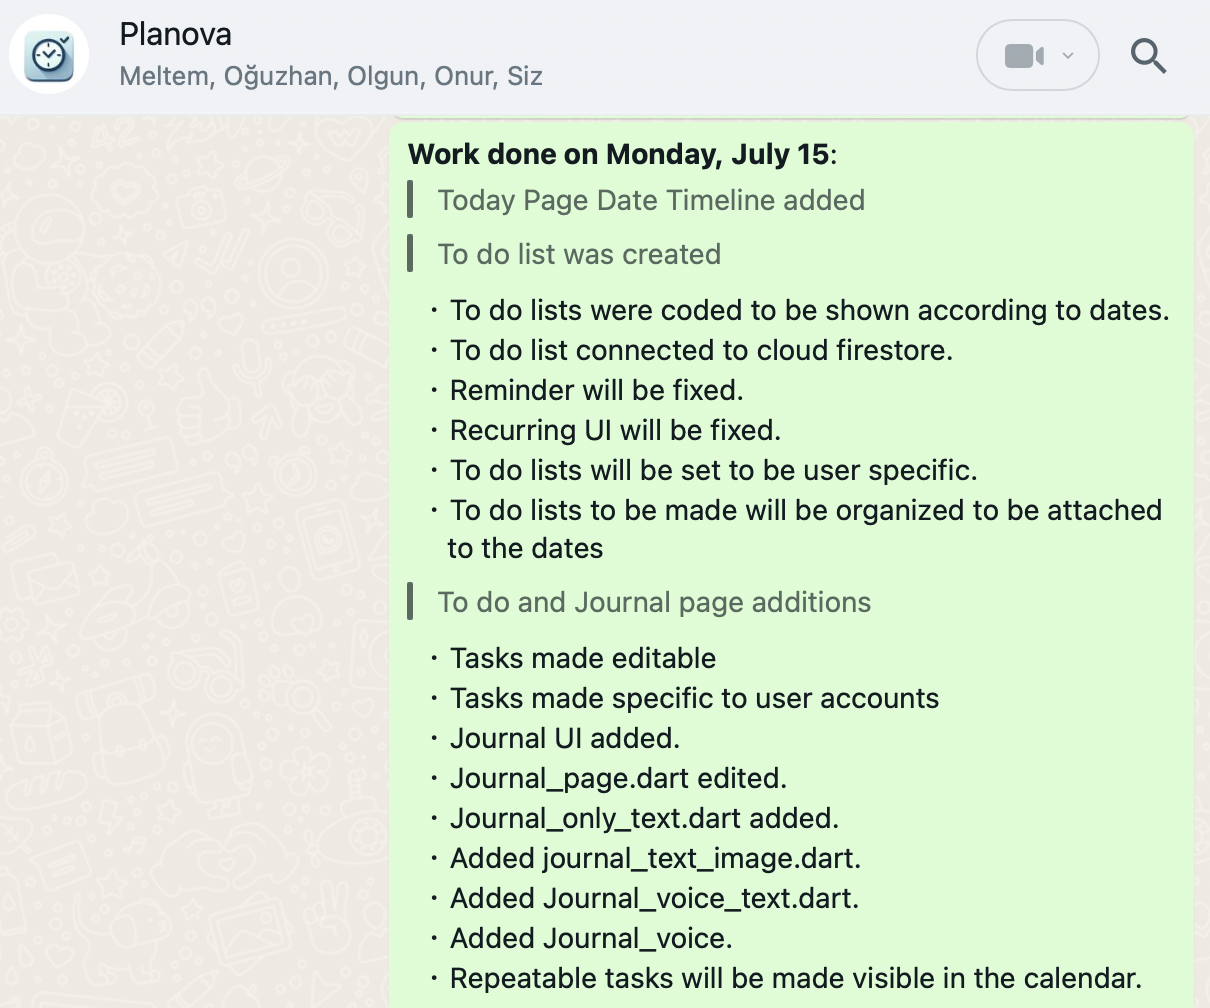 Planova
Meltem, Oğuzhan, Olgun, Onur, Siz
Work done on Monday, July 15:
Today Page Date Timeline added
To do list was created
· To do lists were coded to be shown according to dates.
· To do list connected to cloud firestore.
· Reminder will be fixed.
· Recurring UI will be fixed.
· To do lists will be set to be user specific.
· To do lists to be made will be organized to be attached
to the dates
To do and Journal page additions
· Tasks made editable
· Tasks made specific to user accounts
· Journal UI added.
· Journal_page.dart edited.
· Journal_only_text.dart added.
· Added journal_text_image.dart.
· Added Journal_voice_text.dart.
· Added Journal_voice.
· Repeatable tasks will be made visible in the calendar.